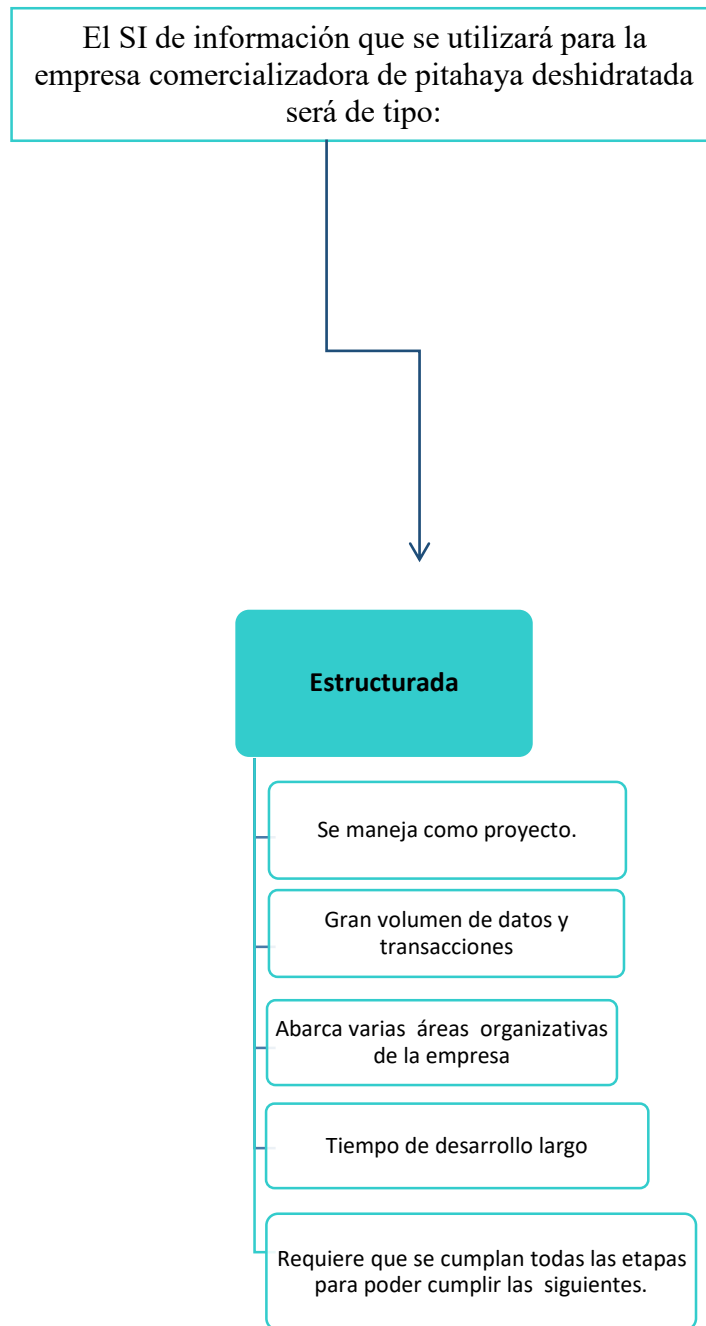 El SI de información que se utilizará para la
empresa comercializadora de pitahaya deshidratada
será de tipo:
Estructurada
Se maneja como proyecto.
Gran volumen de datos y
transacciones
Abarca varias áreas organizativas
de la empresa
Tiempo de desarrollo largo
Requiere que se cumplan todas las etapas
para poder cumplir las siguientes.